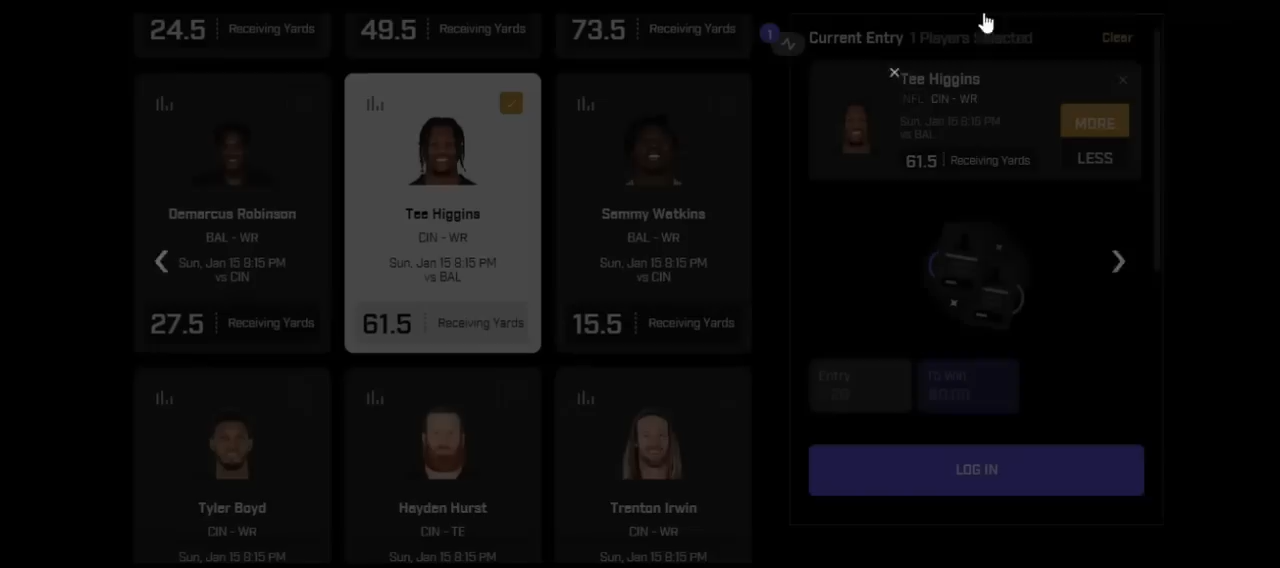 24.5 Receiving Yards
49.5 Receiving Yards
73.5 Receiving Yards
Demarcus Robinson
BAL - WR
Sun, Jan 15 8:15 PM
vs CIN
27.5 Receiving Yards
Tee Higgins
CIN - WR
Sun, Jan 15 8:15 PM
vs BAL
61.5 Receiving Yards
Sammy Watkins
BAL - WR
Sun, Jan 15 8:15 PM
vs CIN
15.5 Receiving Yards
Tyler Boyd
CIN - WR
Sun, Jan 15 8:15 PM
Hayden Hurst
CIN - TE
Sun, Jan 15 8:15 PM
Trenton Irwin
CIN - WR
Sun, Jan 15 8:15 PM
1
Current Entry 1 Players Selected Clear
Tee Higgins
NFL CIN - WR
Sun, Jan 15 8:15 PM
vs BAL
61.5 Receiving Yards
MORE
LESS
Entry
To Win
LOG IN